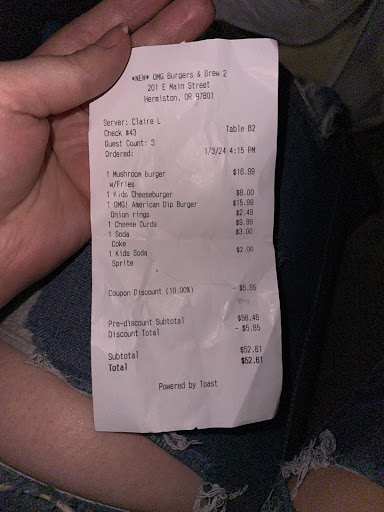 *NEW* OMG Burgers & Brew 2
201 E Main Street
Hermiston, OR 97801
Server: Claire L
Check #43 Table B2
Guest Count: 3
Ordered: 1/3/24 4:15 PM
1 Mushroom Burger $16.99
w/Fries
1 Kids Cheeseburger $8.00
1 OMG! American Dip Burger $15.99
Onion rings $2.49
1 Cheese Curds $9.99
1 Soda $3.00
Coke
1 Kids Soda $2.00
Sprite
Coupon Discount (10.00%) - $5.85
Pre-discount Subtotal $58.46
Discount Total - $5.85
Subtotal $52.61
Total $52.61
Powered by Toast